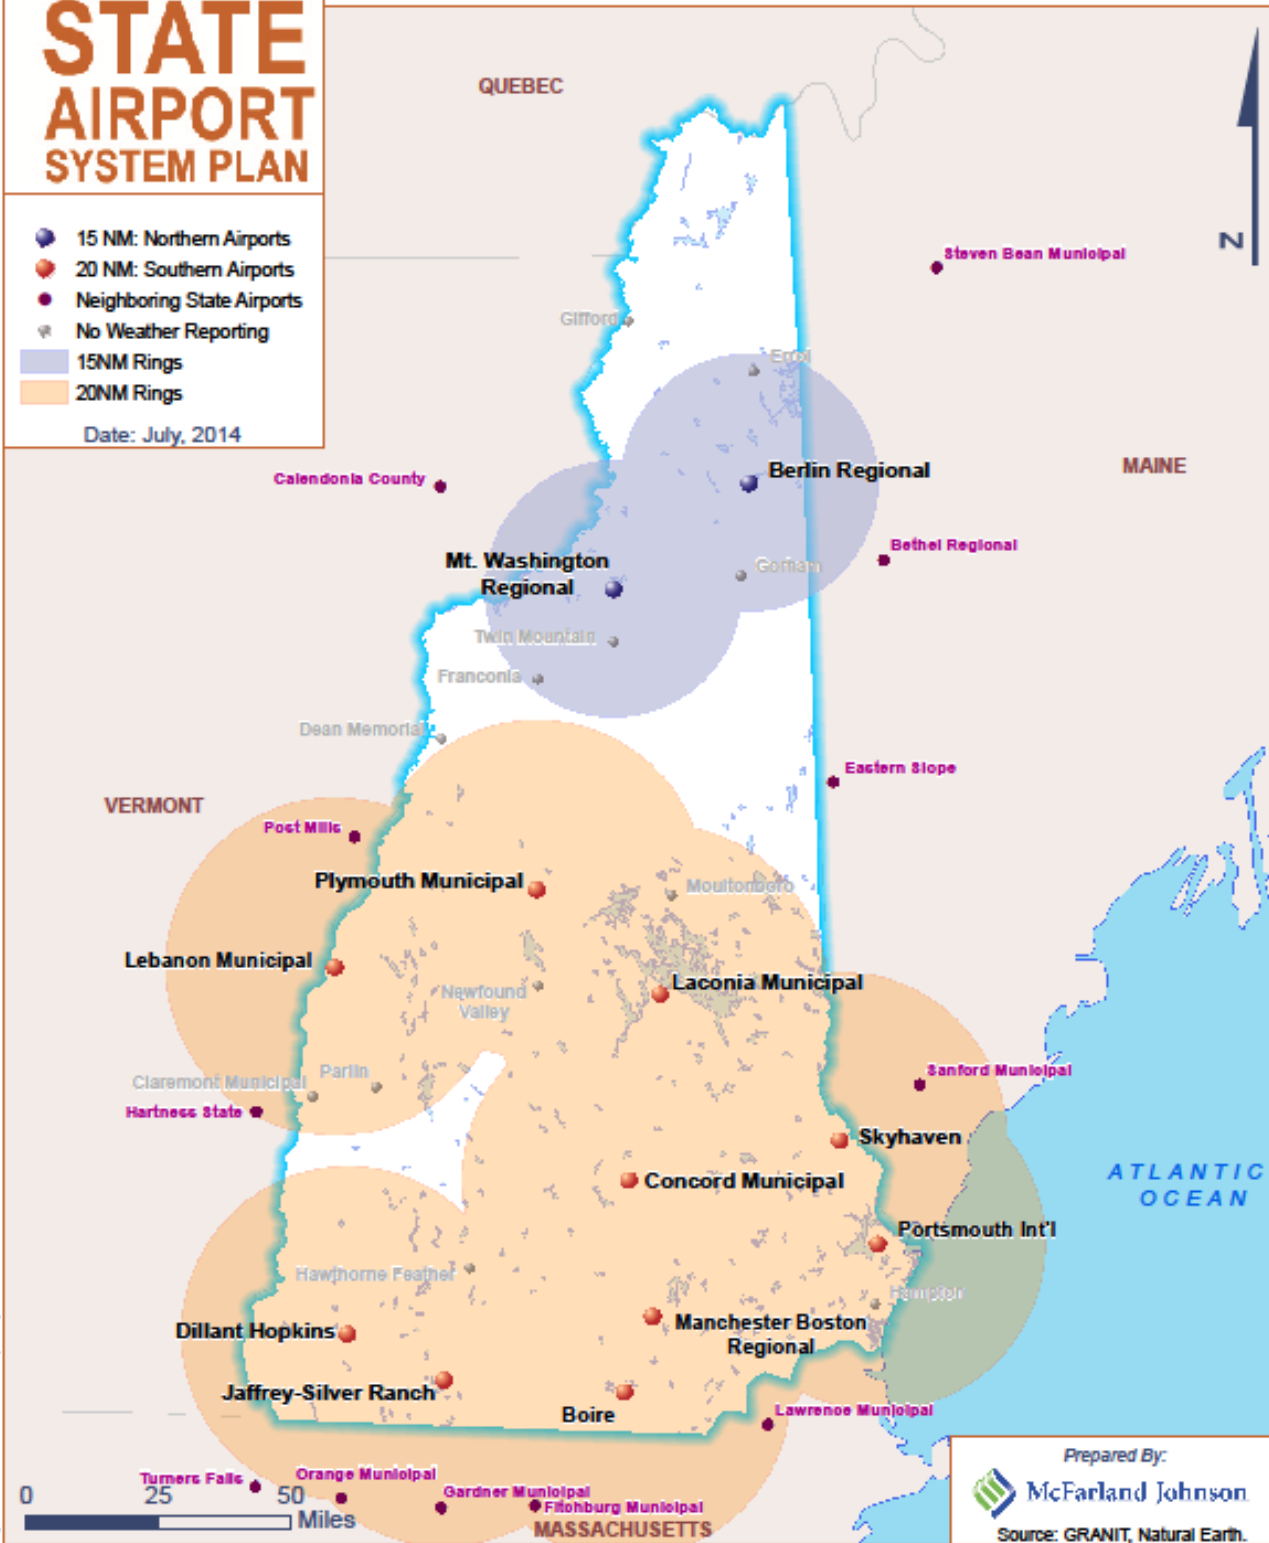 STATE
AIRPORT
SYSTEM PLAN
15 NM: Northern Airports
20 NM: Southern Airports
Neighboring State Airports
No Weather Reporting
15NM Rings
20NM Rings
Date: July, 2014
QUEBEC
N
Steven Bean Municipal
Gifford
Errol
Berlin Regional
MAINE
Calendonia County
Bethel Regional
Mt. Washington
Regional
Gorham
Twin Mountain
Franconia
Dean Memorial
Eastern Slope
VERMONT
Post Mills
Plymouth Municipal
Moultonboro
Lebanon Municipal
Laconia Municipal
Newfound
Valley
Parlin
Claremont Municipal
Hartness State
Sanford Municipal
Skyhaven
Concord Municipal
ATLANTIC
OCEAN
Portsmouth Int'l
Hawthorne Feather
Hampton
Dillant Hopkins
Manchester Boston
Regional
Jaffrey-Silver Ranch
Boire
Lawrence Municipal
Turners Falls
Orange Municipal
Gardner Municipal
Fitchburg Municipal
MASSACHUSETTS
0 25 50
Miles
Prepared By:
McFarland Johnson
Source: GRANIT, Natural Earth.